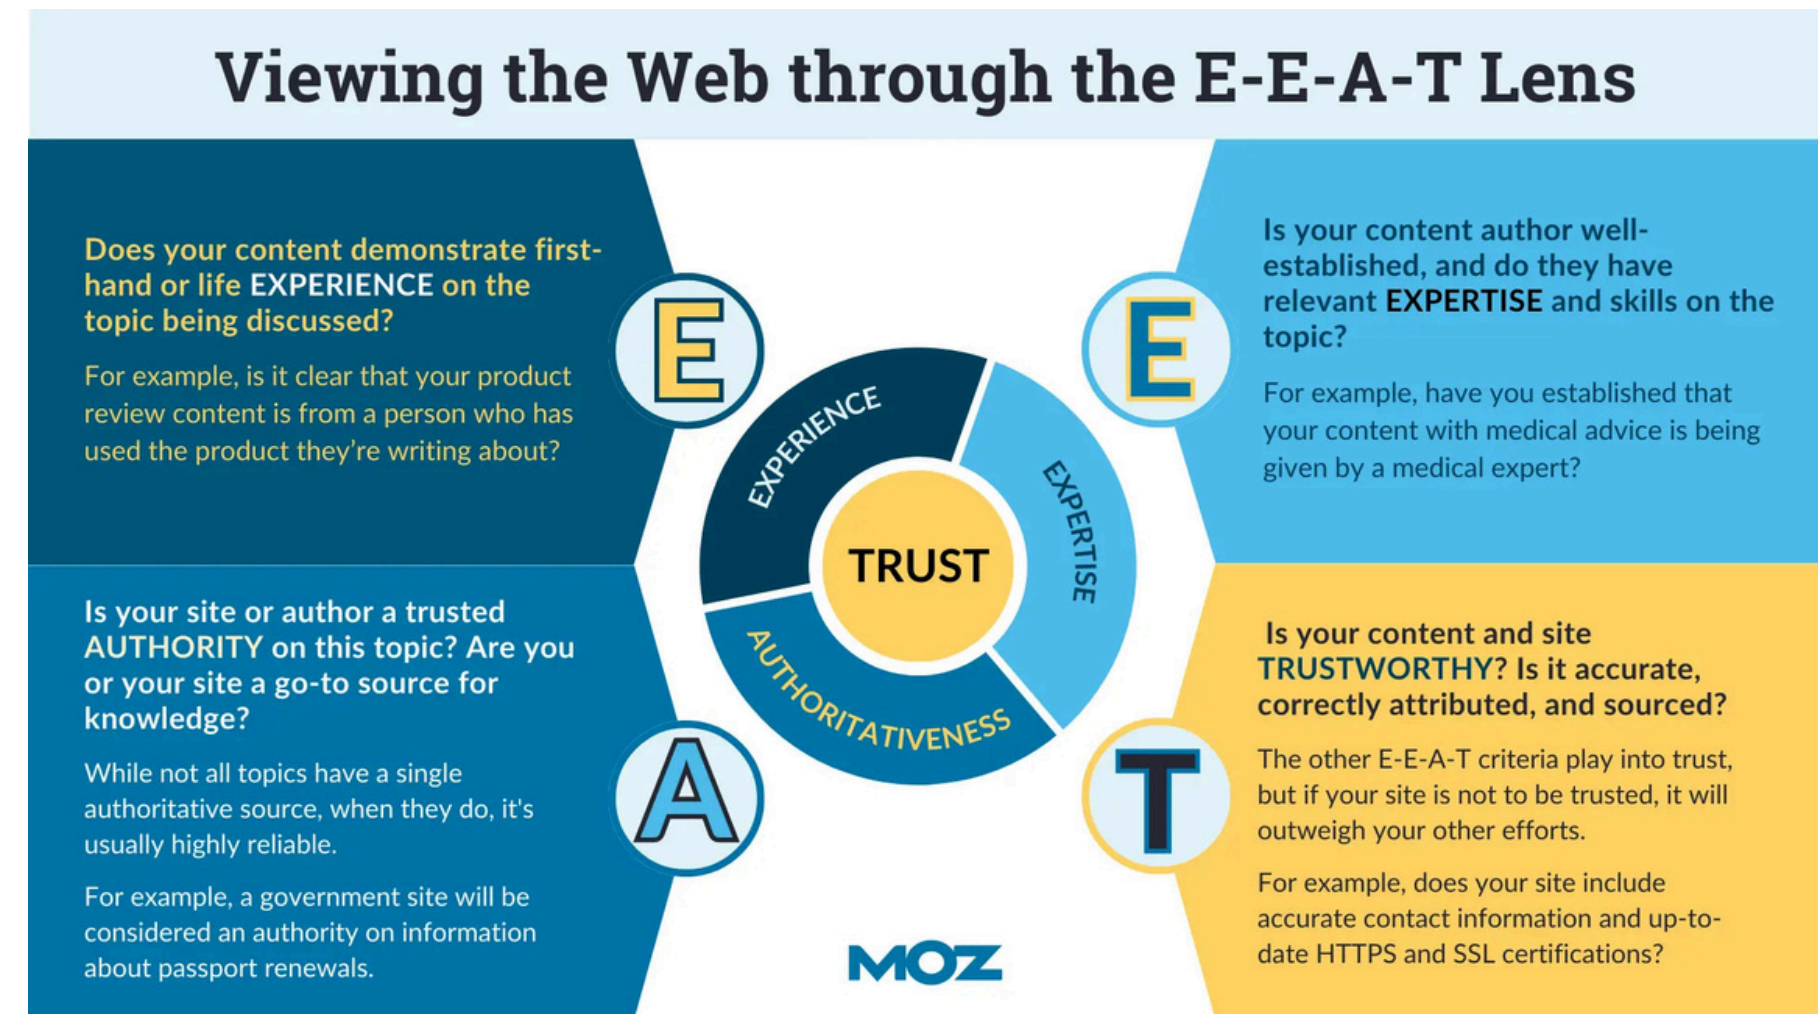 Viewing the Web through the E-E-A-T Lens
Does your content demonstrate first-
hand or life EXPERIENCE on the
topic being discussed?
For example, is it clear that your product
review content is from a person who has
used the product they're writing about?
E
E
Is your content author well-
established, and do they have
relevant EXPERTISE and skills on the
topic?
For example, have you established that
your content with medical advice is being
given by a medical expert?
EXPERIENCE
EXPERTISE
TRUST
AUTHORITATIVENESS
Is your site or author a trusted
AUTHORITY on this topic? Are you
or your site a go-to source for
knowledge?
While not all topics have a single
authoritative source, when they do, it's
usually highly reliable.
For example, a government site will be
considered an authority on information
about passport renewals.
A
T
Is your content and site
TRUSTWORTHY? Is it accurate,
correctly attributed, and sourced?
The other E-E-A-T criteria play into trust,
but if your site is not to be trusted, it will
outweigh your other efforts.
For example, does your site include
accurate contact information and up-to-
date HTTPS and SSL certifications?
MOZ